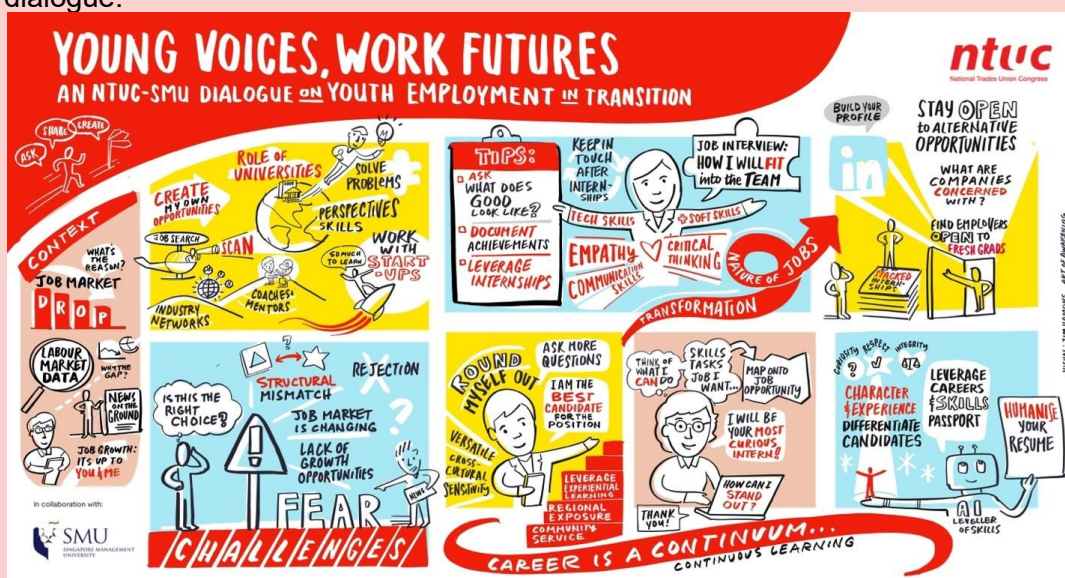 dialogue.
YOUNG VOICES, WORK FUTURES
AN NTUC-SMU DIALOGUE ON YOUTH EMPLOYMENT IN TRANSITION
ntuc
National Trades Union Congress
ASK
SHARE
CREATE
CONTEXT
WHAT'S
THE
REASON?
JOB MARKET
DROP
LABOUR
MARKET
DATA
WHY THE
GAP?
NEWS
ON THE
GROUND
JOB GROWTH:
ITS UP TO
YOU & ME
In collaboration with:
SMU
SINGAPORE MANAGEMENT
UNIVERSITY
CREATE
MY OWN
OPPORTUNITIES
ROLE OF
UNIVERSITIES
SOLVE
PROBLEMS
PERSPECTIVES
SKILLS
JOB SEARCH
SCAN
INDUSTRY
NETWORKS
COACHES &
MENTORS
SO MUCH
TO LEARN
WORK
WITH
START
UPS
TIPS:
ASK
WHAT DOES
GOOD
LOOK LIKE?
DOCUMENT
ACHIEVEMENTS
LEVERAGE
INTERNSHIPS
KEEP IN
TOUCH
AFTER
INTERN-
SHIPS
JOB INTERVIEW:
HOW I WILL FIT
into the TEAM
TECH SKILLS
+ SOFT SKILLS
EMPATHY
COMMUNICATION
SKILLS
CRITICAL
THINKING
TRANSFORMATION
NATURE OF JOBS
BUILD YOUR
PROFILE
in
STAY OPEN
to ALTERNATIVE
OPPORTUNITIES
WHAT ARE
COMPANIES
CONCERNED
WITH?
FIND EMPLOYERS
OPEN TO
FRESH GRADS
STACKED
INTERN-
SHIPS
IS THIS THE
RIGHT
CHOICE?
?
STRUCTURAL
MISMATCH
REJECTION
JOB MARKET
IS CHANGING
LACK OF
GROWTH
OPPORTUNITIES
?
!
FEAR
NEWS
CHALLENGES
ROUND
MYSELF OUT
ASK MORE
QUESTIONS
I AM THE
BEST
CANDIDATE
FOR THE
POSITION
VERSATILE
CROSS-
CULTURAL
SENSITIVITY
LEVERAGE
EXPERIENTIAL
LEARNING
REGIONAL
EXPOSURE
COMMUNITY
SERVICE
THINK OF
WHAT I
CAN DO
SKILLS
TASKS
JOB I
WANT...
MAP ONTO
JOB
OPPORTUNITY
I WILL BE
YOUR MOST
CURIOUS
INTERN!
HOW CAN I
STAND
OUT?
THANK
YOU!
CAREER IS A CONTINUUM...
CONTINUOUS LEARNING
CURIOSITY
RESPECT
INTEGRITY
?
CHARACTER
& EXPERIENCE
DIFFERENTIATE
CANDIDATES
LEVERAGE
CAREERS
& SKILLS
PASSPORT
HUMANISE
YOUR
RESUME
AI
LEVELLER
OF SKILLS